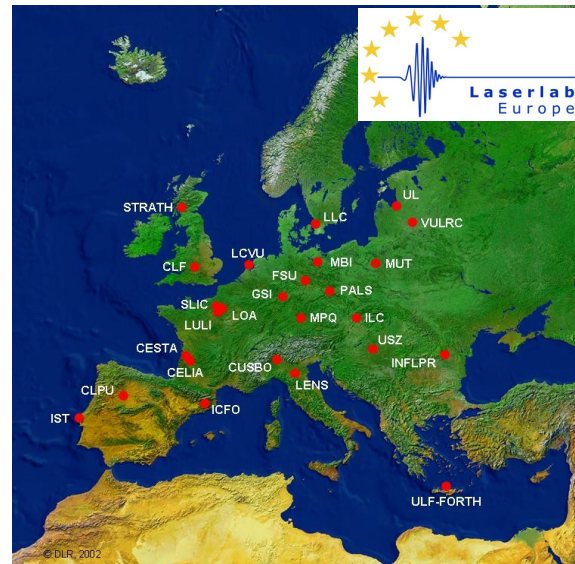 Laserlab
Europe
UL
STRATH
LLC
VULRC
LCVU
MBI
MUT
CLF
FSU
PALS
GSI
SLIC
LOA
LULI
MPQ
ILC
USZ
CESTA
INFLPR
CUSBO
CELIA
LENS
CLPU
ICFO
IST
ULF-FORTH
© DLR, 2002